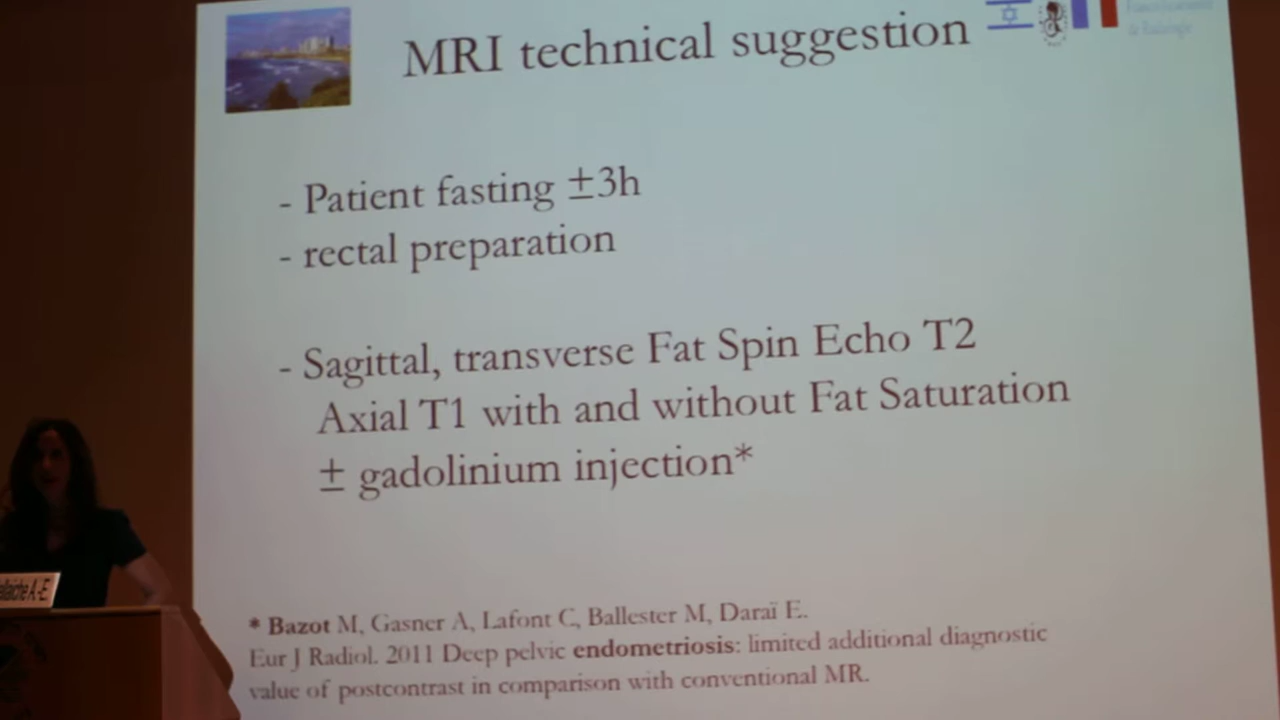 MRI technical suggestion
- Patient fasting ±3h
- rectal preparation
- Sagittal, transverse Fat Spin Echo T2
Axial T1 with and without Fat Saturation
± gadolinium injection*
* Bazot M, Gasner A, Lafont C, Ballester M, Daraï E.
Eur J Radiol. 2011 Deep pelvic endometriosis: limited additional diagnostic
value of postcontrast in comparison with conventional MR.
A-E